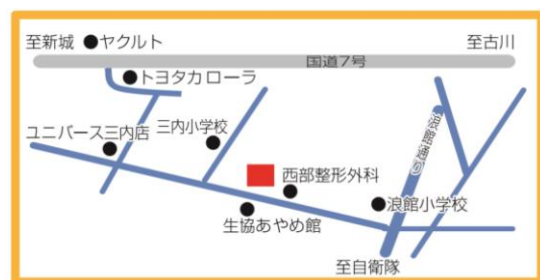 至新城 ●ヤクルト 至古川
国道7号
●トヨタカローラ
ユニバース三内店
三内小学校
西部整形外科
浪館小学校
生協あやめ館
浪館通り
至自衛隊